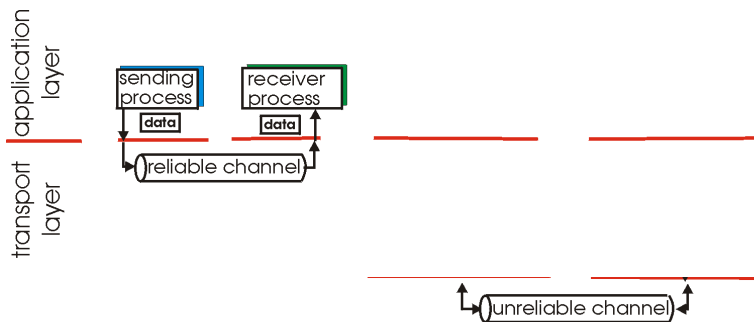 application
layer
sending
process
receiver
process
data
data
reliable channel
transport
layer
unreliable channel